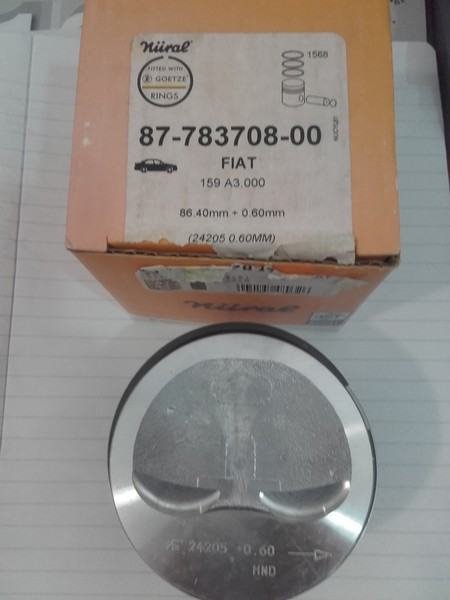 Nüral
FITTED WITH
GOETZE
RINGS
1568
87-783708-00
FIAT
159 A3.000
86.40mm + 0.60mm
(24205 0.60MM)
Nüral
24205 +0.60
MND